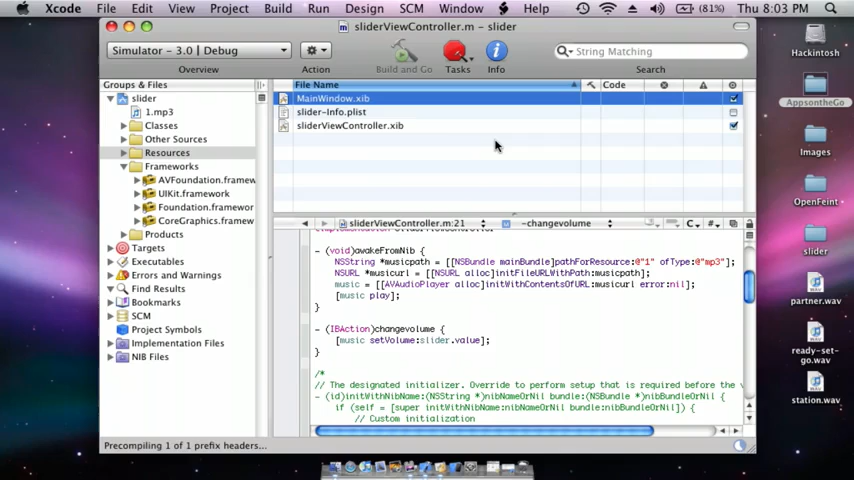 Xcode File Edit View Project Build Run Design SCM Window Help (81%) Thu 8:03 PM
sliderViewController.m - slider
Simulator - 3.0 | Debug
String Matching
Overview Action Build and Go Tasks Info Search
Groups & Files
File Name Code
slider
1.mp3
Classes
Other Sources
Resources
Frameworks
AVFoundation.framew
UIKit.framework
Foundation.framewor
CoreGraphics.framew
Products
Targets
Executables
Errors and Warnings
Find Results
Bookmarks
SCM
Project Symbols
Implementation Files
NIB Files
MainWindow.xib
slider-Info.plist
sliderViewController.xib
sliderViewController.m:21 -changevolume C #
- (void)awakeFromNib {
NSString *musicpath = [[NSBundle mainBundle]pathForResource:@"1" ofType:@"mp3"];
NSURL *musicurl = [[NSURL alloc]initFileURLWithPath:musicpath];
music = [[AVAudioPlayer alloc]initWithContentsOfURL:musicurl error:nil];
[music play];
}
- (IBAction)changevolume {
[music setVolume:slider.value];
}
/*
// The designated initializer. Override to perform setup that is required before the v
- (id)initWithNibName:(NSString *)nibNameOrNil bundle:(NSBundle *)nibBundleOrNil {
if (self = [super initWithNibName:nibNameOrNil bundle:nibBundleOrNil]) {
// Custom initialization
Precompiling 1 of 1 prefix headers...
Hackintosh
AppsontheGo
Images
OpenFeint
slider
partner.wav
ready-set-
go.wav
station.wav